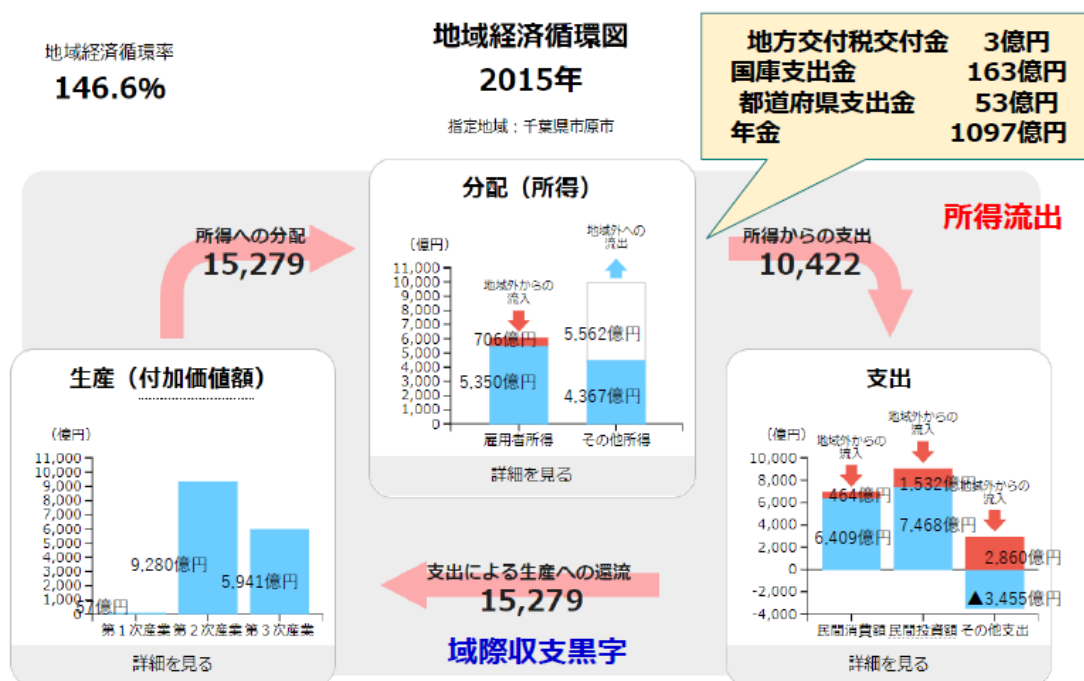 地域経済循環率
146.6%
地域経済循環図
2015年
指定地域:千葉県市原市
地方交付税交付金 3億円
国庫支出金 163億円
都道府県支出金 53億円
年金 1097億円
所得流出
所得への分配
15,279
分配(所得)
(億円)
地域外からの
流入
地域外への
流出
11,000
10,000
9,000
8,000
7,000
6,000
5,000
4,000
3,000
2,000
1,000
0
706億円
5,350億円
5,562億円
4,367億円
雇用者所得 その他所得
詳細を見る
所得からの支出
10,422
生産(付加価値額)
(億円)
11,000
10,000
9,000
8,000
7,000
6,000
5,000
4,000
3,000
2,000
1,000
0
57億円
9,280億円
5,941億円
第1次産業 第2次産業 第3次産業
詳細を見る
支出による生産への還流
15,279
域際収支黒字
支出
(億円)
地域外からの
流入
地域外からの
流入
地域外からの
流入
10,000
8,000
6,000
4,000
2,000
0
-2,000
-4,000
464億円
6,409億円
1,532億円
7,468億円
2,860億円
▲3,455億円
民間消費額 民間投資額 その他支出
詳細を見る